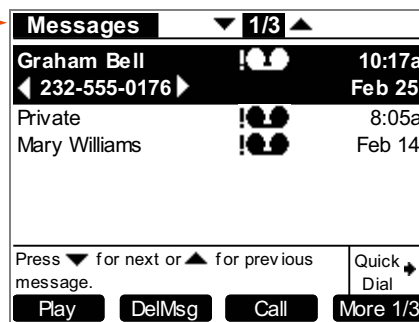 Messages 1/3
Graham Bell ! 10:17a
232-555-0176 Feb 25
Private ! 8:05a
Mary Williams ! Feb 14
Press for next or for previous
message.
Quick
Dial
Play DelMsg Call More 1/3